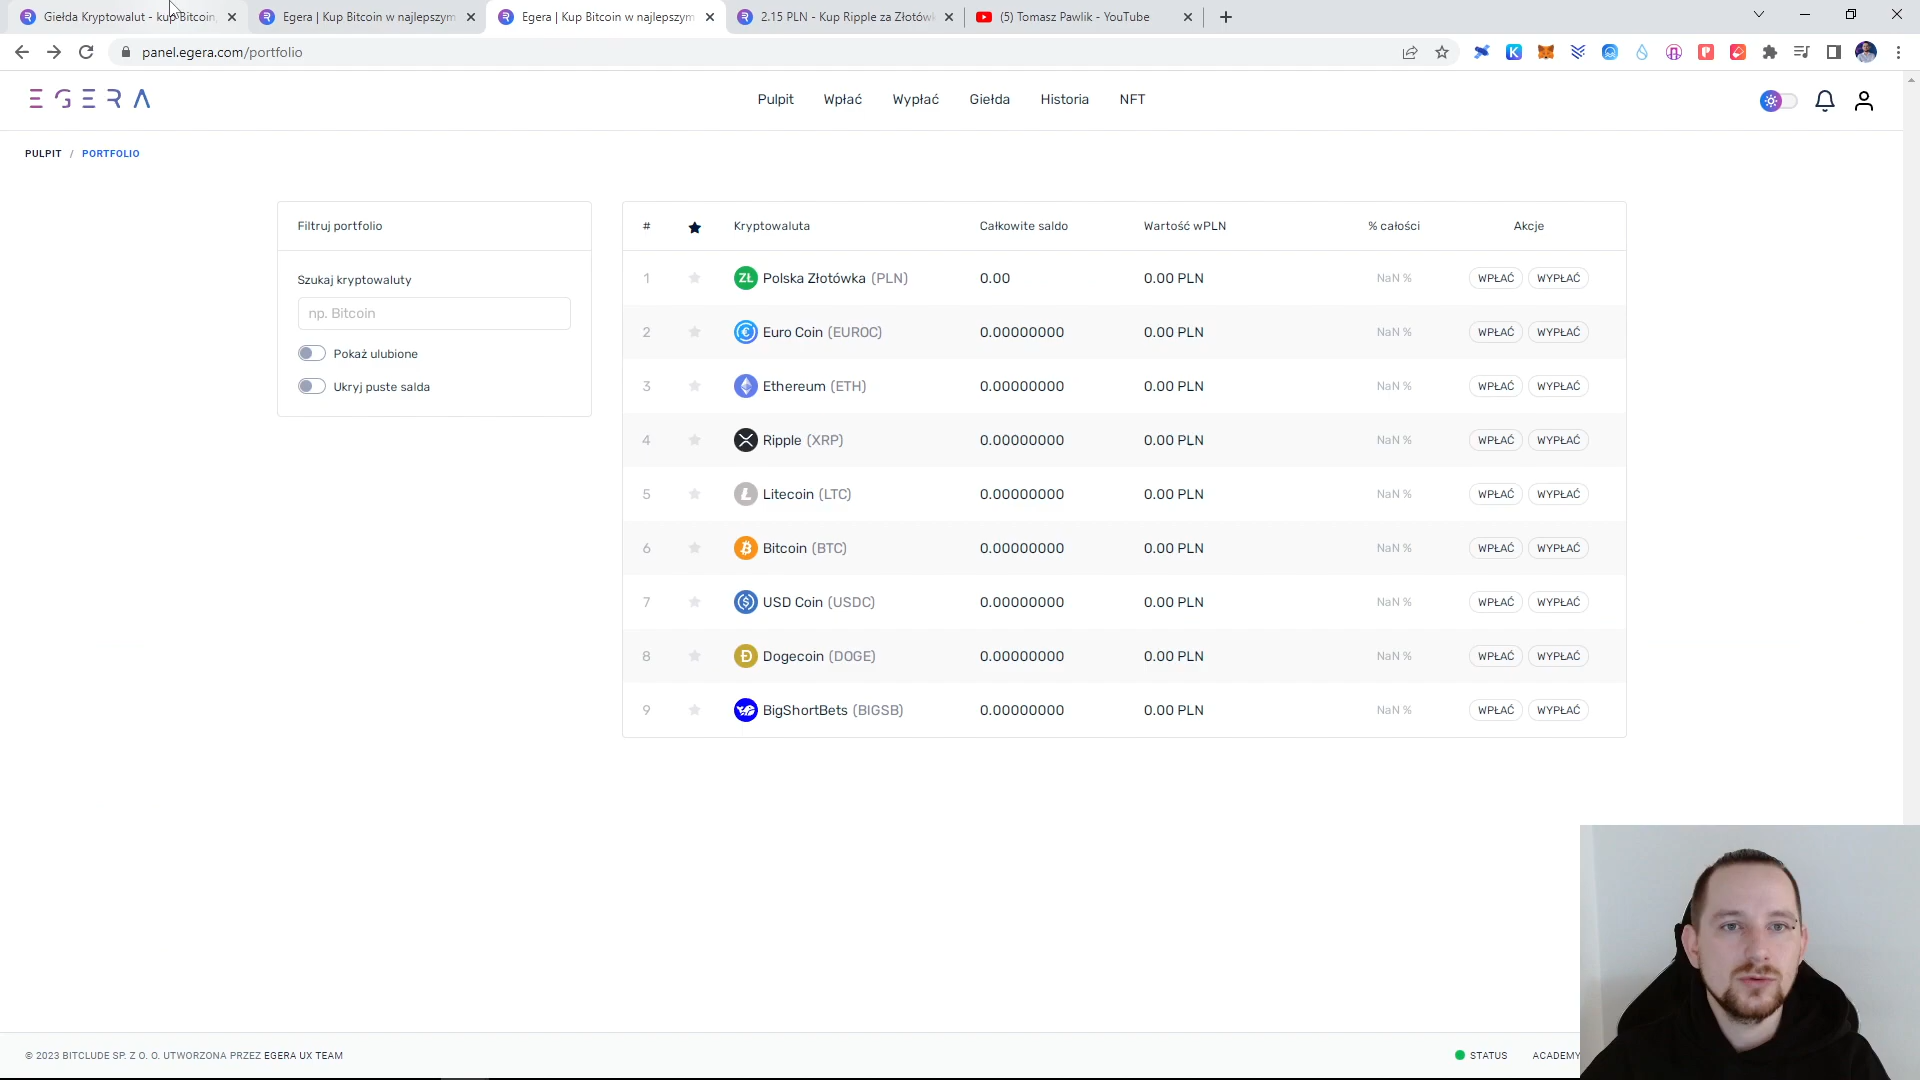 Giełda Kryptowalut - kup Bitcoin,
Egera | Kup Bitcoin w najlepszym
Egera | Kup Bitcoin w najlepszym
2.15 PLN - Kup Ripple za Złotówk
(5) Tomasz Pawlik - YouTube
panel.egera.com/portfolio
EGERA
Pulpit
Wpłać
Wypłać
Giełda
Historia
NFT
PULPIT / PORTFOLIO
Filtruj portfolio
Szukaj kryptowaluty
np. Bitcoin
Pokaż ulubione
Ukryj puste salda
# Kryptowaluta Całkowite saldo Wartość wPLN % całości Akcje
1 ZŁ Polska Złotówka (PLN) 0.00 0.00 PLN NaN % WPŁAĆ WYPŁAĆ
2 Euro Coin (EUROC) 0.00000000 0.00 PLN NaN % WPŁAĆ WYPŁAĆ
3 Ethereum (ETH) 0.00000000 0.00 PLN NaN % WPŁAĆ WYPŁAĆ
4 Ripple (XRP) 0.00000000 0.00 PLN NaN % WPŁAĆ WYPŁAĆ
5 Litecoin (LTC) 0.00000000 0.00 PLN NaN % WPŁAĆ WYPŁAĆ
6 Bitcoin (BTC) 0.00000000 0.00 PLN NaN % WPŁAĆ WYPŁAĆ
7 USD Coin (USDC) 0.00000000 0.00 PLN NaN % WPŁAĆ WYPŁAĆ
8 Dogecoin (DOGE) 0.00000000 0.00 PLN NaN % WPŁAĆ WYPŁAĆ
9 BigShortBets (BIGSB) 0.00000000 0.00 PLN NaN % WPŁAĆ WYPŁAĆ
© 2023 BITCLUDE SP. Z O. O. UTWORZONA PRZEZ EGERA UX TEAM
STATUS
ACADEMY